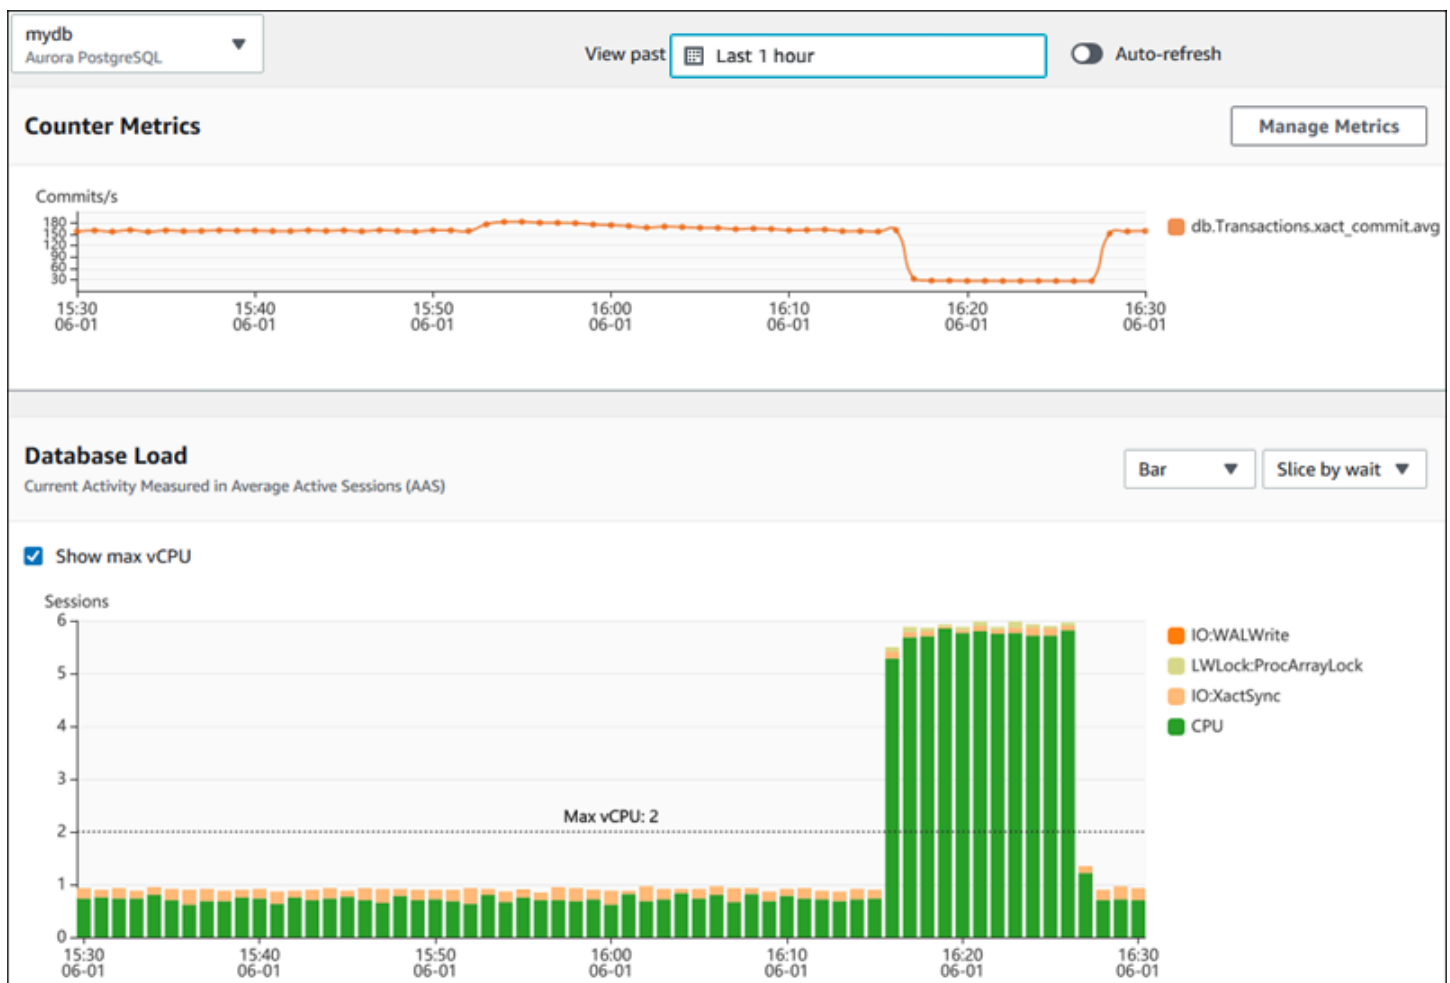 mydb
Aurora PostgreSQL
View past
Last 1 hour
Auto-refresh
Counter Metrics
Manage Metrics
Commits/s
180
150
120
90
60
30
db.Transactions.xact_commit.avg
15:30 15:40 15:50 16:00 16:10 16:20 16:30
06-01 06-01 06-01 06-01 06-01 06-01 06-01
Database Load
Current Activity Measured in Average Active Sessions (AAS)
Bar
Slice by wait
Show max vCPU
Sessions
6
5
4
3
2
1
0
Max vCPU: 2
IO:WALWrite
LWLock:ProcArrayLock
IO:XactSync
CPU
15:30 15:40 15:50 16:00 16:10 16:20 16:30
06-01 06-01 06-01 06-01 06-01 06-01 06-01